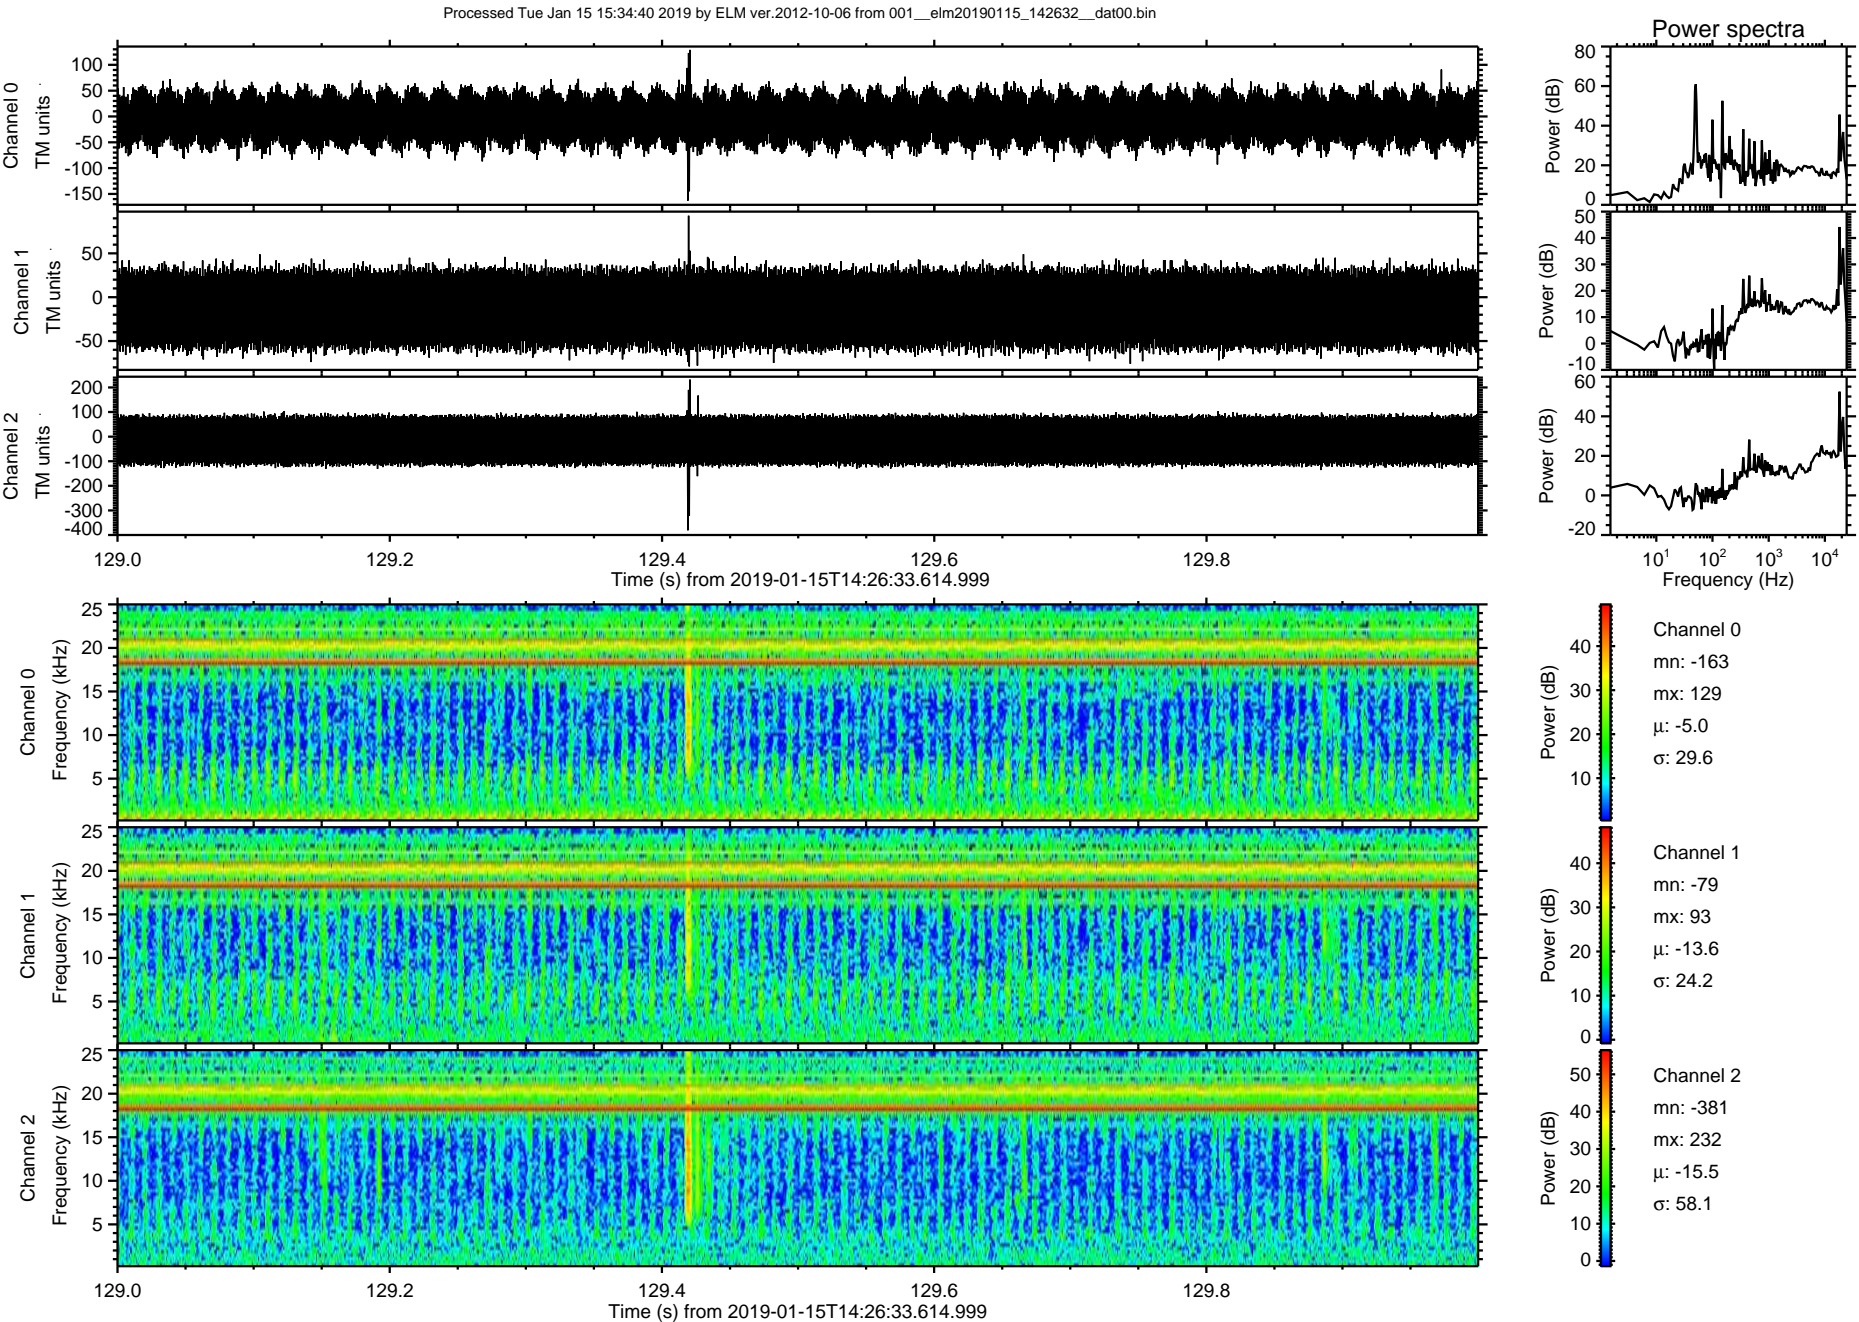 Processed Tue Jan 15 15:34:40 2019 by ELM ver.2012-10-06 from 001__elm20190115_142632__dat00.bin
Power spectra
Channel 0
TM units
100
50
0
-50
-100
-150
Power (dB)
80
60
40
20
0
Channel 1
TM units
50
0
-50
Power (dB)
50
40
30
20
10
0
-10
Channel 2
TM units
200
100
0
-100
-200
-300
-400
Power (dB)
60
40
20
0
-20
129.0 129.2 129.4 129.6 129.8
Time (s) from 2019-01-15T14:26:33.614.999
10^1 10^2 10^3 10^4
Frequency (Hz)
Channel 0
Frequency (kHz)
25
20
15
10
5
Power (dB)
40
30
20
10
Channel 0
mn: -163
mx: 129
μ: -5.0
σ: 29.6
Channel 1
Frequency (kHz)
25
20
15
10
5
Power (dB)
40
30
20
10
0
Channel 1
mn: -79
mx: 93
μ: -13.6
σ: 24.2
Channel 2
Frequency (kHz)
25
20
15
10
5
Power (dB)
50
40
30
20
10
0
Channel 2
mn: -381
mx: 232
μ: -15.5
σ: 58.1
129.0 129.2 129.4 129.6 129.8
Time (s) from 2019-01-15T14:26:33.614.999